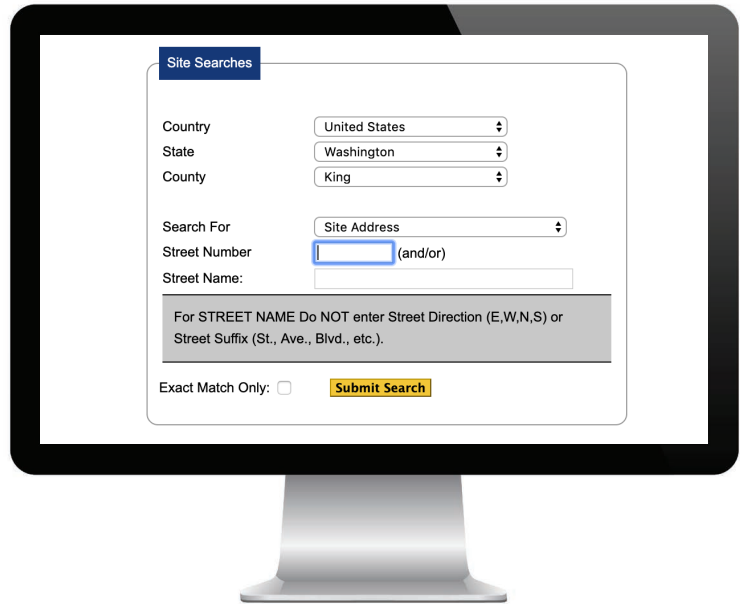 Site Searches
Country United States
State Washington
County King
Search For Site Address
Street Number (and/or)
Street Name:
For STREET NAME Do NOT enter Street Direction (E,W,N,S) or
Street Suffix (St., Ave., Blvd., etc.).
Exact Match Only: Submit Search